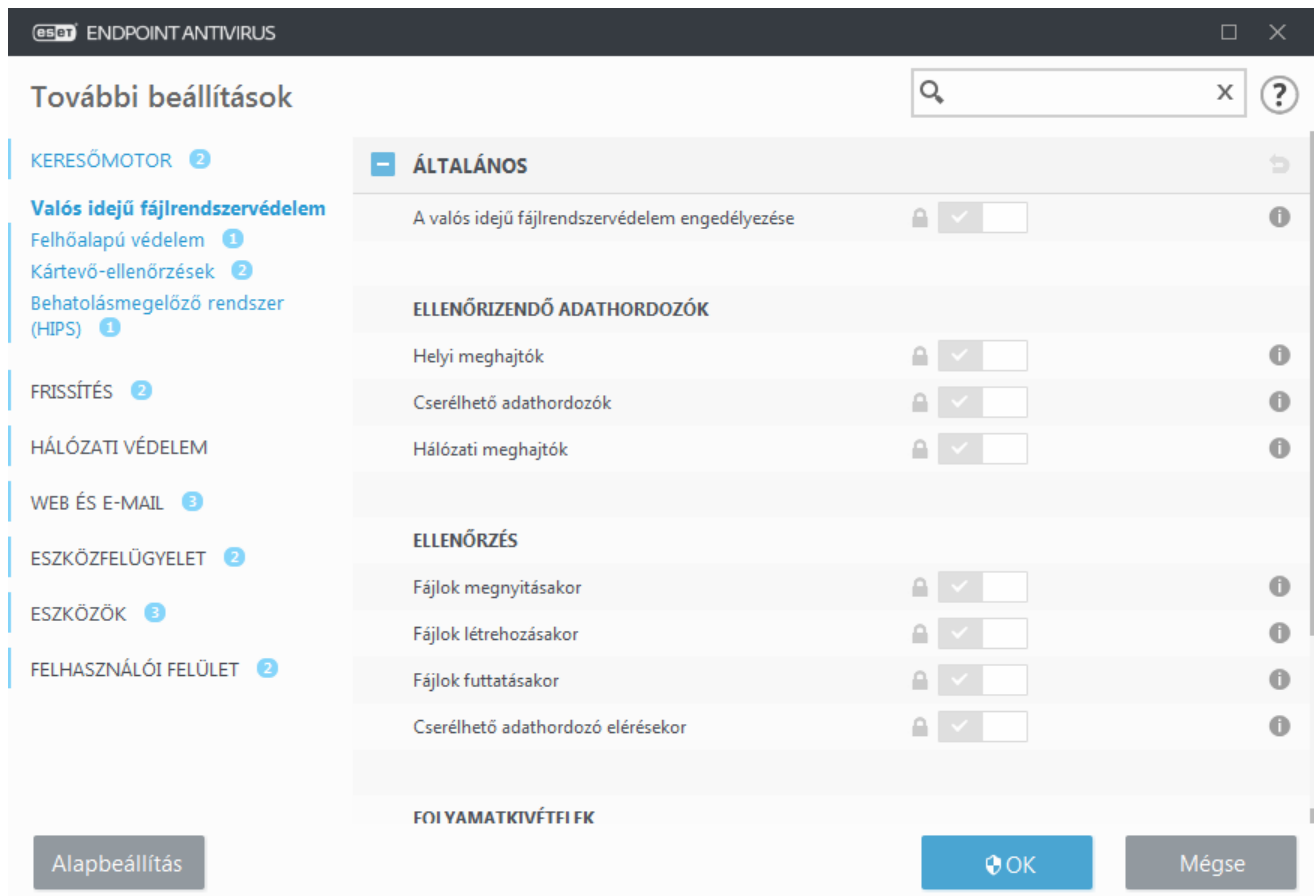 eset ENDPOINT ANTIVIRUS
További beállítások
x
?
KERESŐMOTOR 2
Valós idejű fájlrendszervédelem
Felhőalapú védelem 1
Kártevő-ellenőrzések 2
Behatolásmegelőző rendszer
(HIPS) 1
FRISSÍTÉS 2
HÁLÓZATI VÉDELEM
WEB ÉS E-MAIL 3
ESZKÖZFELÜGYELET 2
ESZKÖZÖK 3
FELHASZNÁLÓI FELÜLET 2
ÁLTALÁNOS
A valós idejű fájlrendszervédelem engedélyezése
ELLENŐRIZENDŐ ADATHORDOZÓK
Helyi meghajtók
Cserélhető adathordozók
Hálózati meghajtók
ELLENŐRZÉS
Fájlok megnyitásakor
Fájlok létrehozásakor
Fájlok futtatásakor
Cserélhető adathordozó elérésekor
FOLYAMATKIVÉTELEK
Alapbeállítás
OK
Mégse